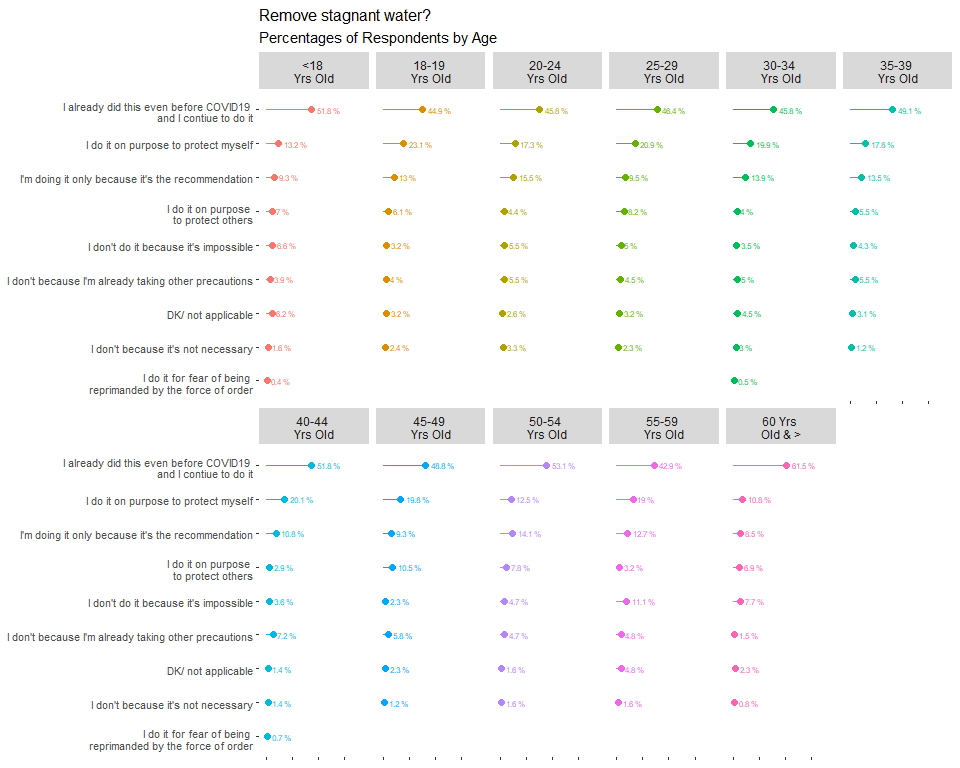 Remove stagnant water?
Percentages of Respondents by Age
<18
Yrs Old
18-19
Yrs Old
20-24
Yrs Old
25-29
Yrs Old
30-34
Yrs Old
35-39
Yrs Old
I already did this even before COVID19
and I contiue to do it
51.8 %
44.9 %
45.8 %
46.4 %
45.8 %
49.1 %
I do it on purpose to protect myself
13.2 %
23.1 %
17.3 %
20.9 %
19.9 %
17.8 %
I'm doing it only because it's the recommendation
9.3 %
13 %
15.5 %
9.5 %
13.9 %
13.5 %
I do it on purpose
to protect others
7 %
6.1 %
4.4 %
8.2 %
4 %
5.5 %
I don't do it because it's impossible
6.6 %
3.2 %
5.5 %
5 %
3.5 %
4.3 %
I don't because I'm already taking other precautions
3.9 %
4 %
5.5 %
4.5 %
5 %
5.5 %
DK/ not applicable
6.2 %
3.2 %
2.6 %
3.2 %
4.5 %
3.1 %
I don't because it's not necessary
1.6 %
2.4 %
3.3 %
2.3 %
3 %
1.2 %
I do it for fear of being
reprimanded by the force of order
0.4 %
0.5 %
40-44
Yrs Old
45-49
Yrs Old
50-54
Yrs Old
55-59
Yrs Old
60 Yrs
Old & >
I already did this even before COVID19
and I contiue to do it
51.8 %
48.8 %
53.1 %
42.9 %
61.5 %
I do it on purpose to protect myself
20.1 %
19.8 %
12.5 %
19 %
10.8 %
I'm doing it only because it's the recommendation
10.8 %
9.3 %
14.1 %
12.7 %
8.5 %
I do it on purpose
to protect others
2.9 %
10.5 %
7.8 %
3.2 %
6.9 %
I don't do it because it's impossible
3.6 %
2.3 %
4.7 %
11.1 %
7.7 %
I don't because I'm already taking other precautions
7.2 %
5.8 %
4.7 %
4.8 %
1.5 %
DK/ not applicable
1.4 %
2.3 %
1.6 %
4.8 %
2.3 %
I don't because it's not necessary
1.4 %
1.2 %
1.6 %
1.6 %
0.8 %
I do it for fear of being
reprimanded by the force of order
0.7 %